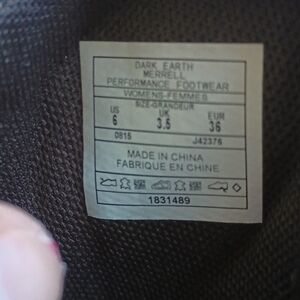 DARK EARTH
MERRELL
PERFORMANCE FOOTWEAR
WOMENS-FEMMES
SIZE-GRANDEUR
US UK EUR
6 3.5 36
0815 J42376
MADE IN CHINA
FABRIQUE EN CHINE
1831489